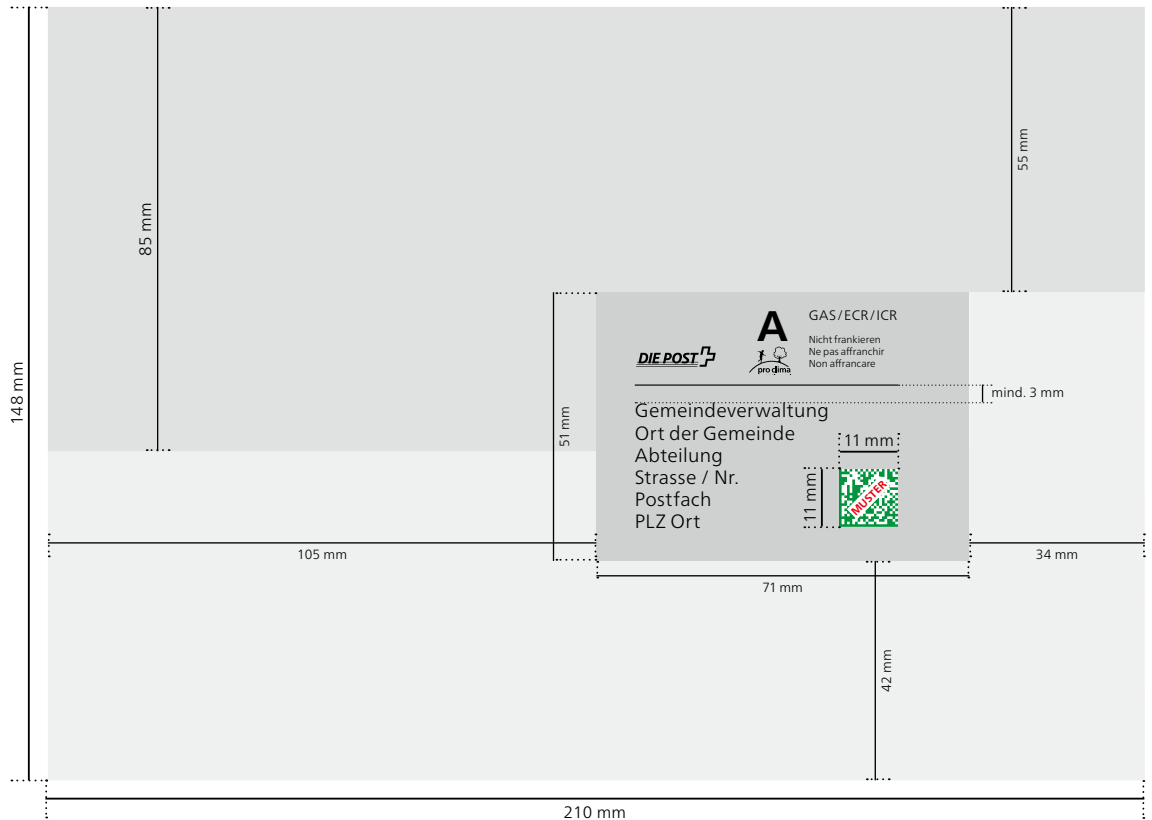 148 mm
85 mm
55 mm
51 mm
DIE POST
A
pro clima
GAS/ECR/ICR
Nicht frankieren
Ne pas affranchir
Non affrancare
mind. 3 mm
Gemeindeverwaltung
Ort der Gemeinde
Abteilung
Strasse / Nr.
Postfach
PLZ Ort
11 mm
11 mm
MUSTER
105 mm
34 mm
71 mm
42 mm
210 mm